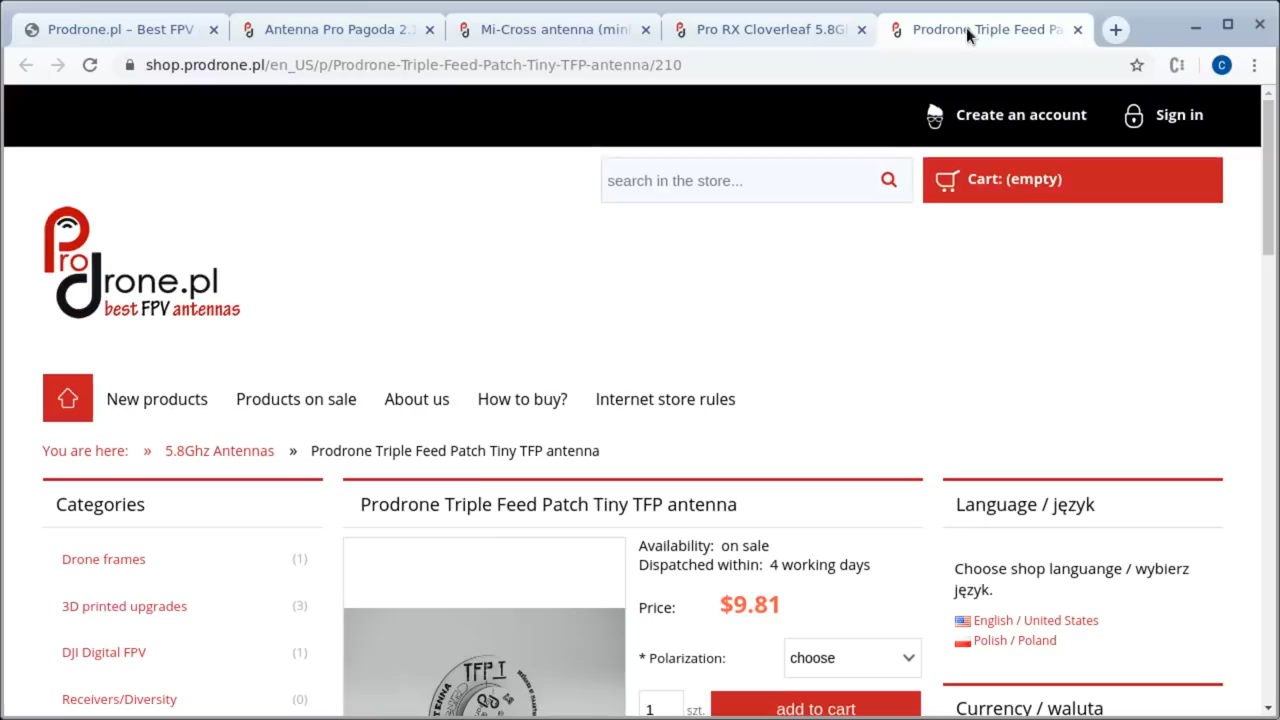 Prodrone.pl – Best FPV
Antenna Pro Pagoda 2.
Mi-Cross antenna (mini
Pro RX Cloverleaf 5.8G
Prodrone Triple Feed Pa
shop.prodrone.pl/en_US/p/Prodrone-Triple-Feed-Patch-Tiny-TFP-antenna/210
C
Create an account
Sign in
search in the store...
Cart: (empty)
Prodrone.pl
best FPV antennas
New products
Products on sale
About us
How to buy?
Internet store rules
You are here: » 5.8Ghz Antennas » Prodrone Triple Feed Patch Tiny TFP antenna
Categories
Drone frames (1)
3D printed upgrades (3)
DJI Digital FPV (1)
Receivers/Diversity (0)
Prodrone Triple Feed Patch Tiny TFP antenna
TFP_T
Availability: on sale
Dispatched within: 4 working days
Price: $9.81
* Polarization: choose
1 szt. add to cart
Language / język
Choose shop languange / wybierz
język.
English / United States
Polish / Poland
Currency / waluta